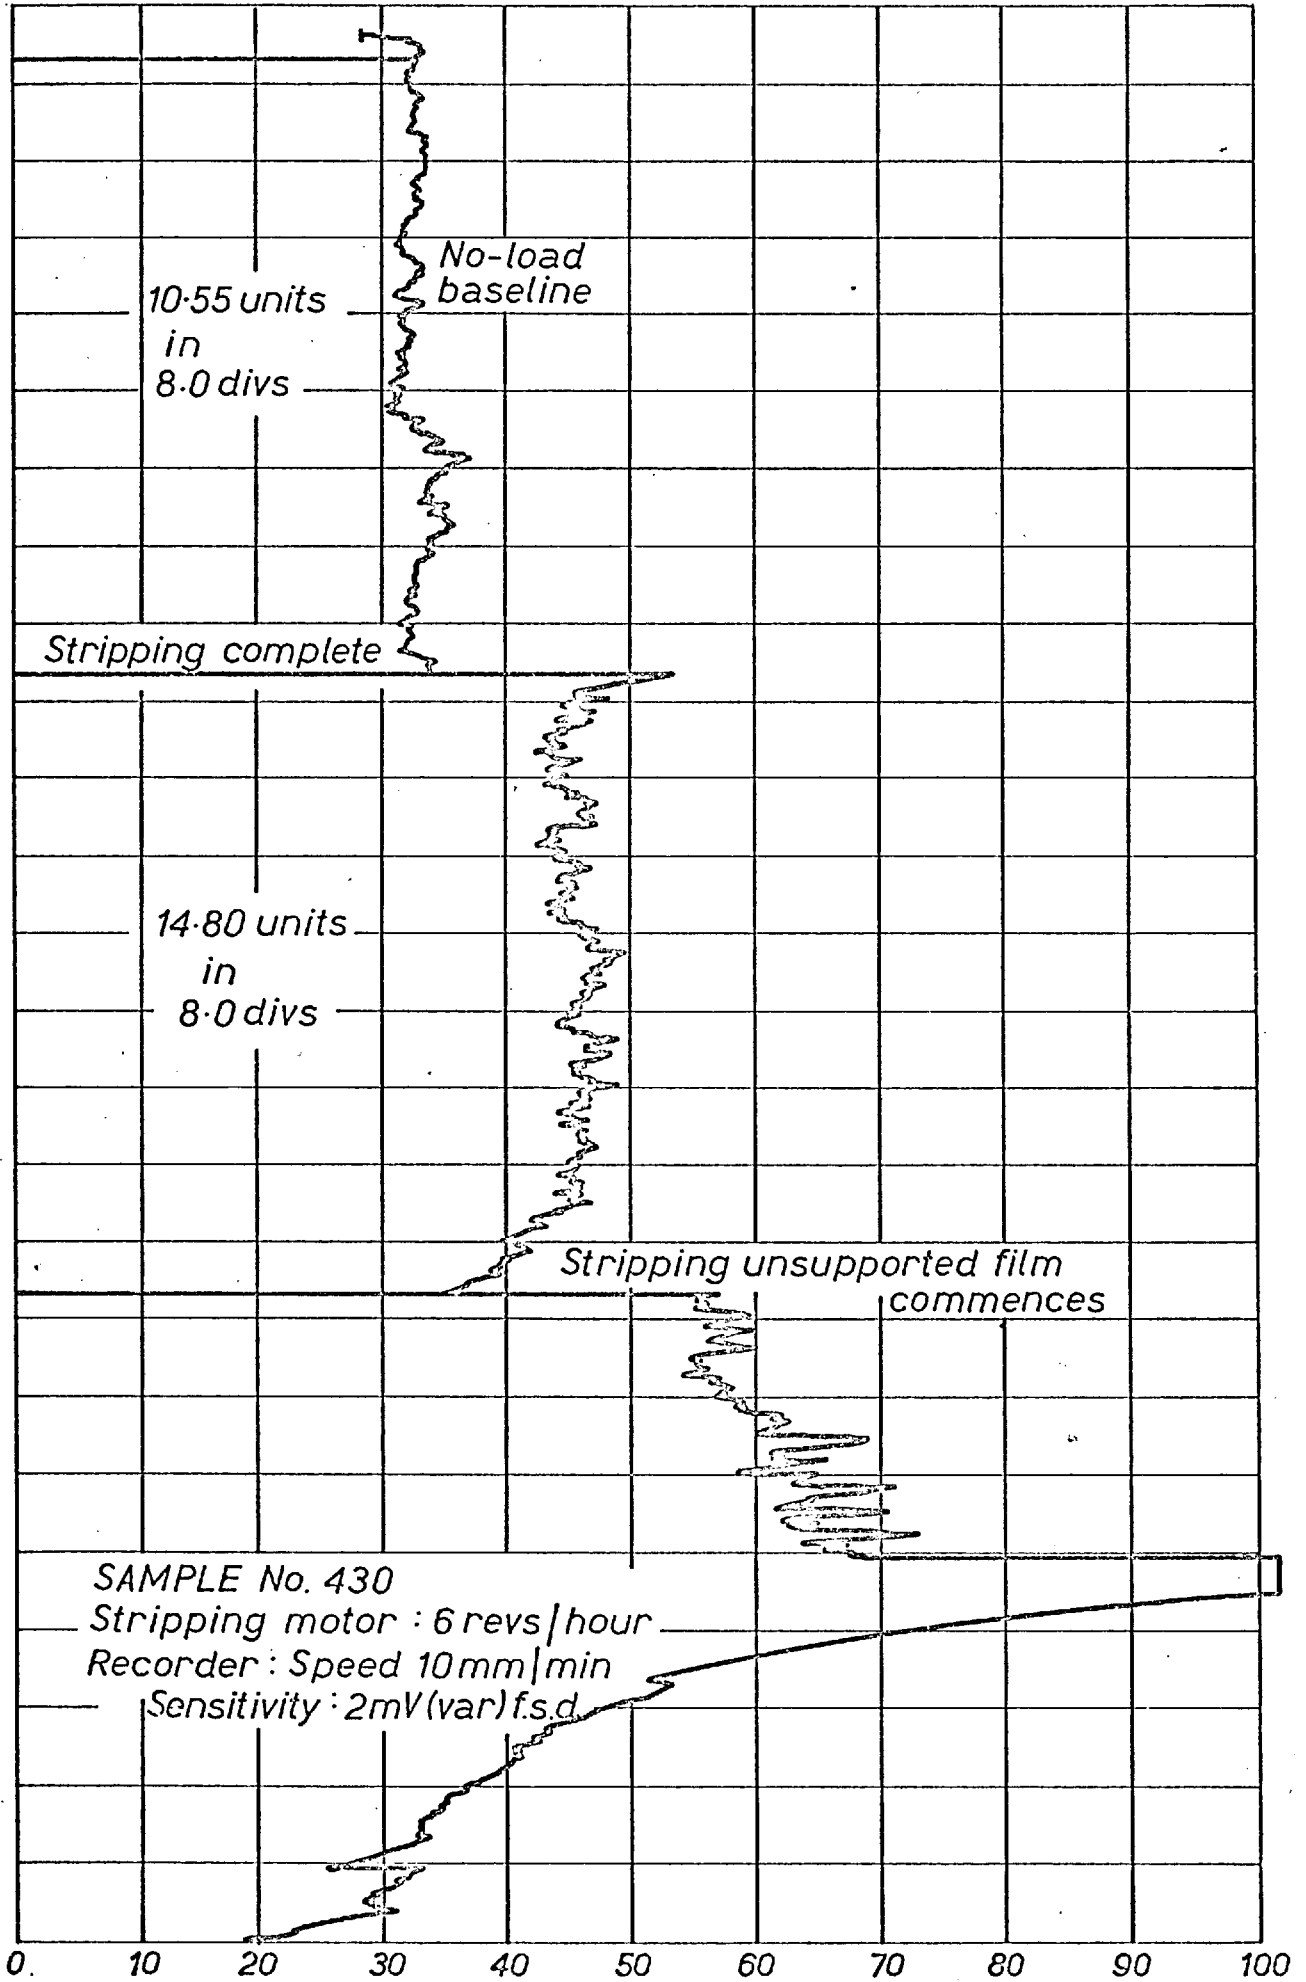 No-load
baseline
10·55 units
in
8·0 divs
Stripping complete
14·80 units
in
8·0 divs
Stripping unsupported film
commences
SAMPLE No. 430
Stripping motor : 6 revs/hour
Recorder : Speed 10mm/min
Sensitivity : 2mV (var) f.s.d.
0. 10 20 30 40 50 60 70 80 90 100